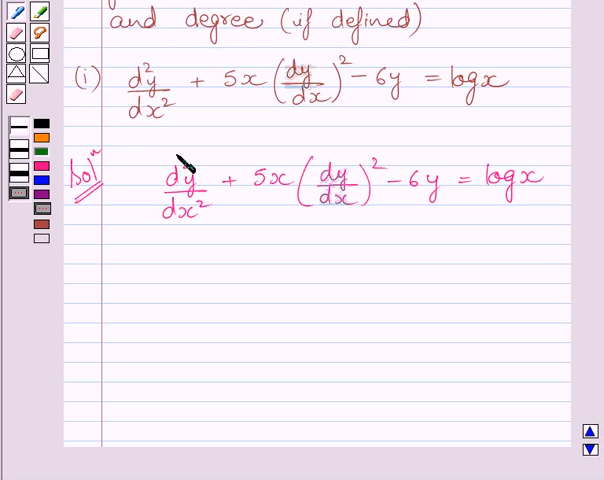 and degree (if defined)
(i) d²y/dx² + 5x (dy/dx)² - 6y = log x
Solⁿ d²y/dx² + 5x (dy/dx)² - 6y = log x